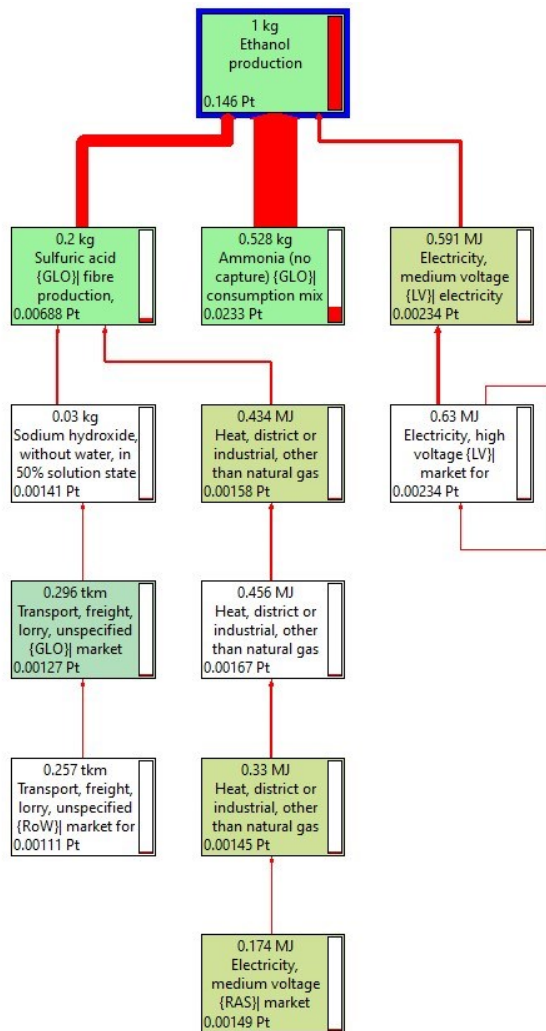 1 kg
Ethanol
production
0.146 Pt
0.2 kg
Sulfuric acid
{GLO}| fibre
production,
0.00688 Pt
0.528 kg
Ammonia (no
capture) {GLO}|
consumption mix
0.0233 Pt
0.591 MJ
Electricity,
medium voltage
{LV}| electricity
0.00234 Pt
0.03 kg
Sodium hydroxide,
without water, in
50% solution state
0.00141 Pt
0.434 MJ
Heat, district or
industrial, other
than natural gas
0.00158 Pt
0.63 MJ
Electricity, high
voltage {LV}|
market for
0.00234 Pt
0.296 tkm
Transport, freight,
lorry, unspecified
{GLO}| market
0.00127 Pt
0.456 MJ
Heat, district or
industrial, other
than natural gas
0.00167 Pt
0.257 tkm
Transport, freight,
lorry, unspecified
{RoW}| market for
0.00111 Pt
0.33 MJ
Heat, district or
industrial, other
than natural gas
0.00145 Pt
0.174 MJ
Electricity,
medium voltage
{RAS}| market
0.00149 Pt